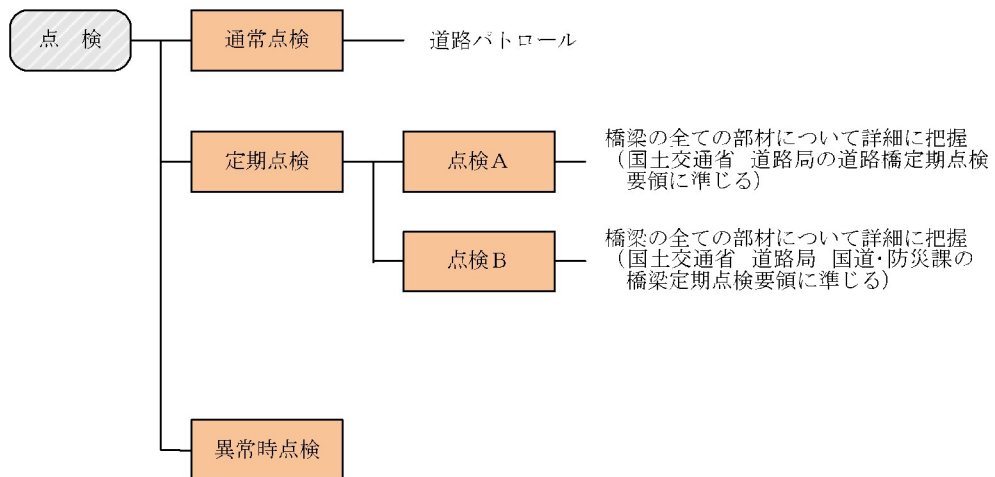 点　検
通常点検
道路パトロール
定期点検
点検A
橋梁の全ての部材について詳細に把握
（国土交通省　道路局の道路橋定期点検
要領に準じる）
点検B
橋梁の全ての部材について詳細に把握
（国土交通省　道路局　国道・防災課の
橋梁定期点検要領に準じる）
異常時点検